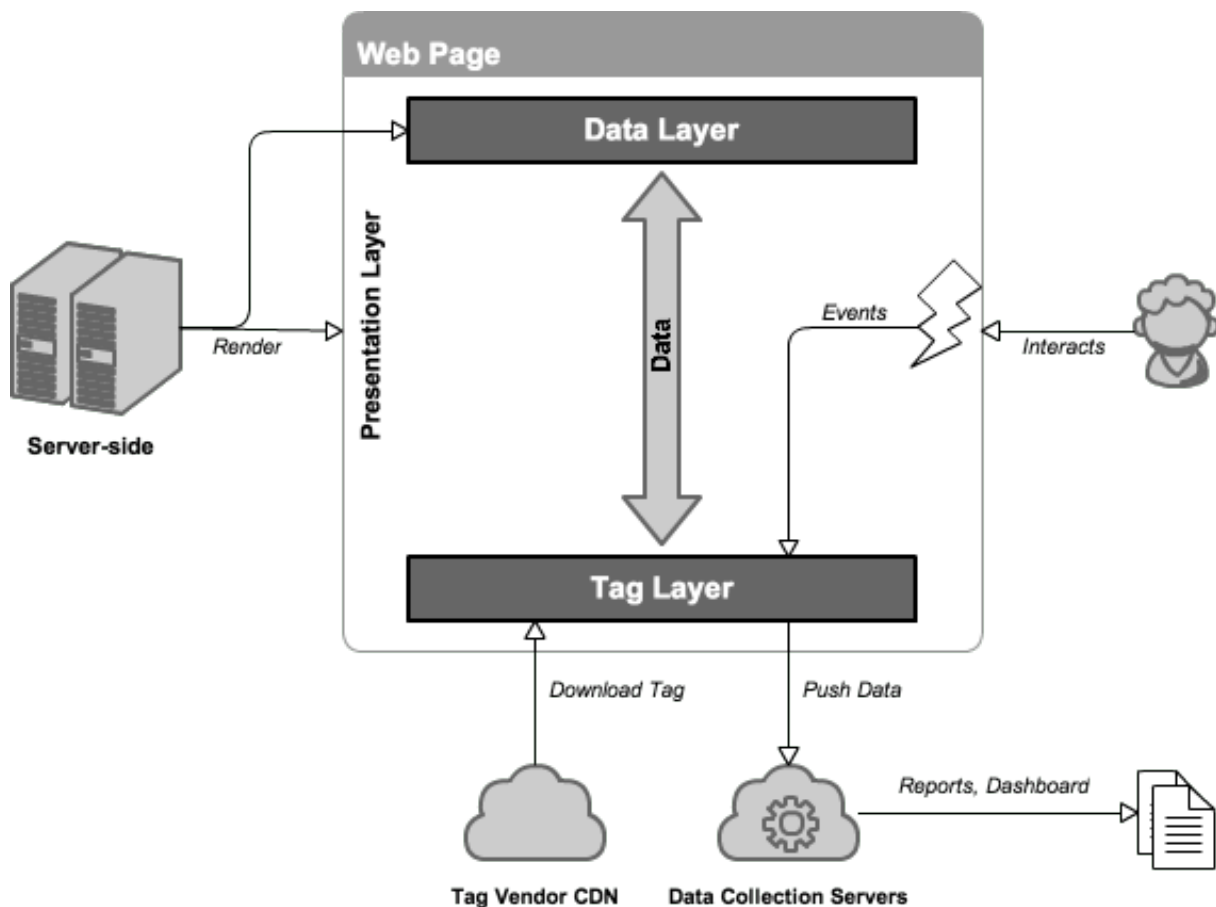 Web Page
Data Layer
Presentation Layer
Data
Events
Interacts
Render
Server-side
Tag Layer
Download Tag
Push Data
Reports, Dashboard
Tag Vendor CDN
Data Collection Servers